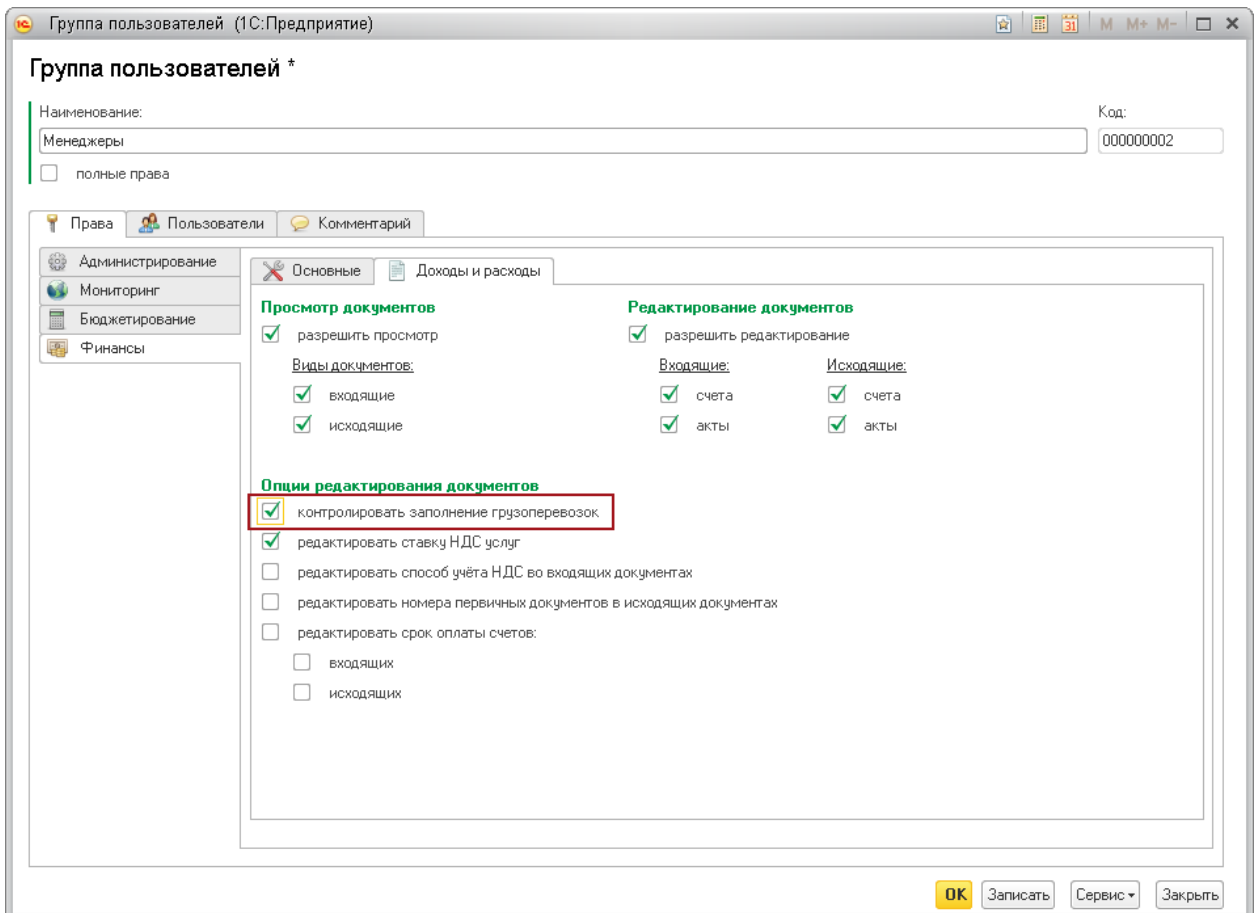 Группа пользователей (1С:Предприятие)
31 M M+ M-
Группа пользователей *
Наименование:
Код:
Менеджеры
000000002
полные права
Права
Пользователи
Комментарий
Администрирование
Мониторинг
Бюджетирование
Финансы
Основные
Доходы и расходы
Просмотр документов
Редактирование документов
разрешить просмотр
разрешить редактирование
Виды документов:
Входящие:
Исходящие:
входящие
счета
счета
исходящие
акты
акты
Опции редактирования документов
контролировать заполнение грузоперевозок
редактировать ставку НДС услуг
редактировать способ учёта НДС во входящих документах
редактировать номера первичных документов в исходящих документах
редактировать срок оплаты счетов:
входящих
исходящих
OK
Записать
Сервис
Закрыть